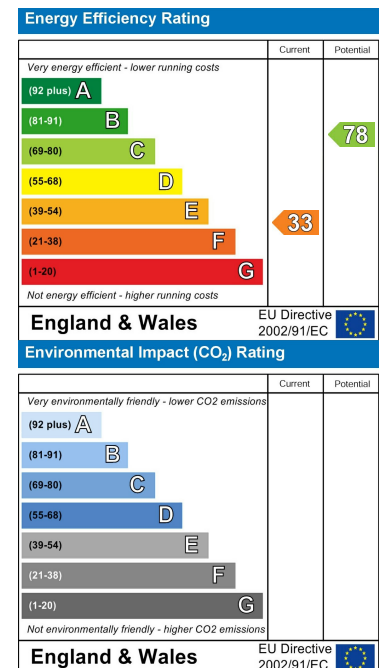 Energy Efficiency Rating
Current Potential
Very energy efficient - lower running costs
(92 plus) A
(81-91) B
(69-80) C
78
(55-68) D
(39-54) E
33
(21-38) F
(1-20) G
Not energy efficient - higher running costs
England & Wales
EU Directive
2002/91/EC
Environmental Impact (CO₂) Rating
Current Potential
Very environmentally friendly - lower CO2 emissions
(92 plus) A
(81-91) B
(69-80) C
(55-68) D
(39-54) E
(21-38) F
(1-20) G
Not environmentally friendly - higher CO2 emissions
England & Wales
EU Directive
2002/91/EC